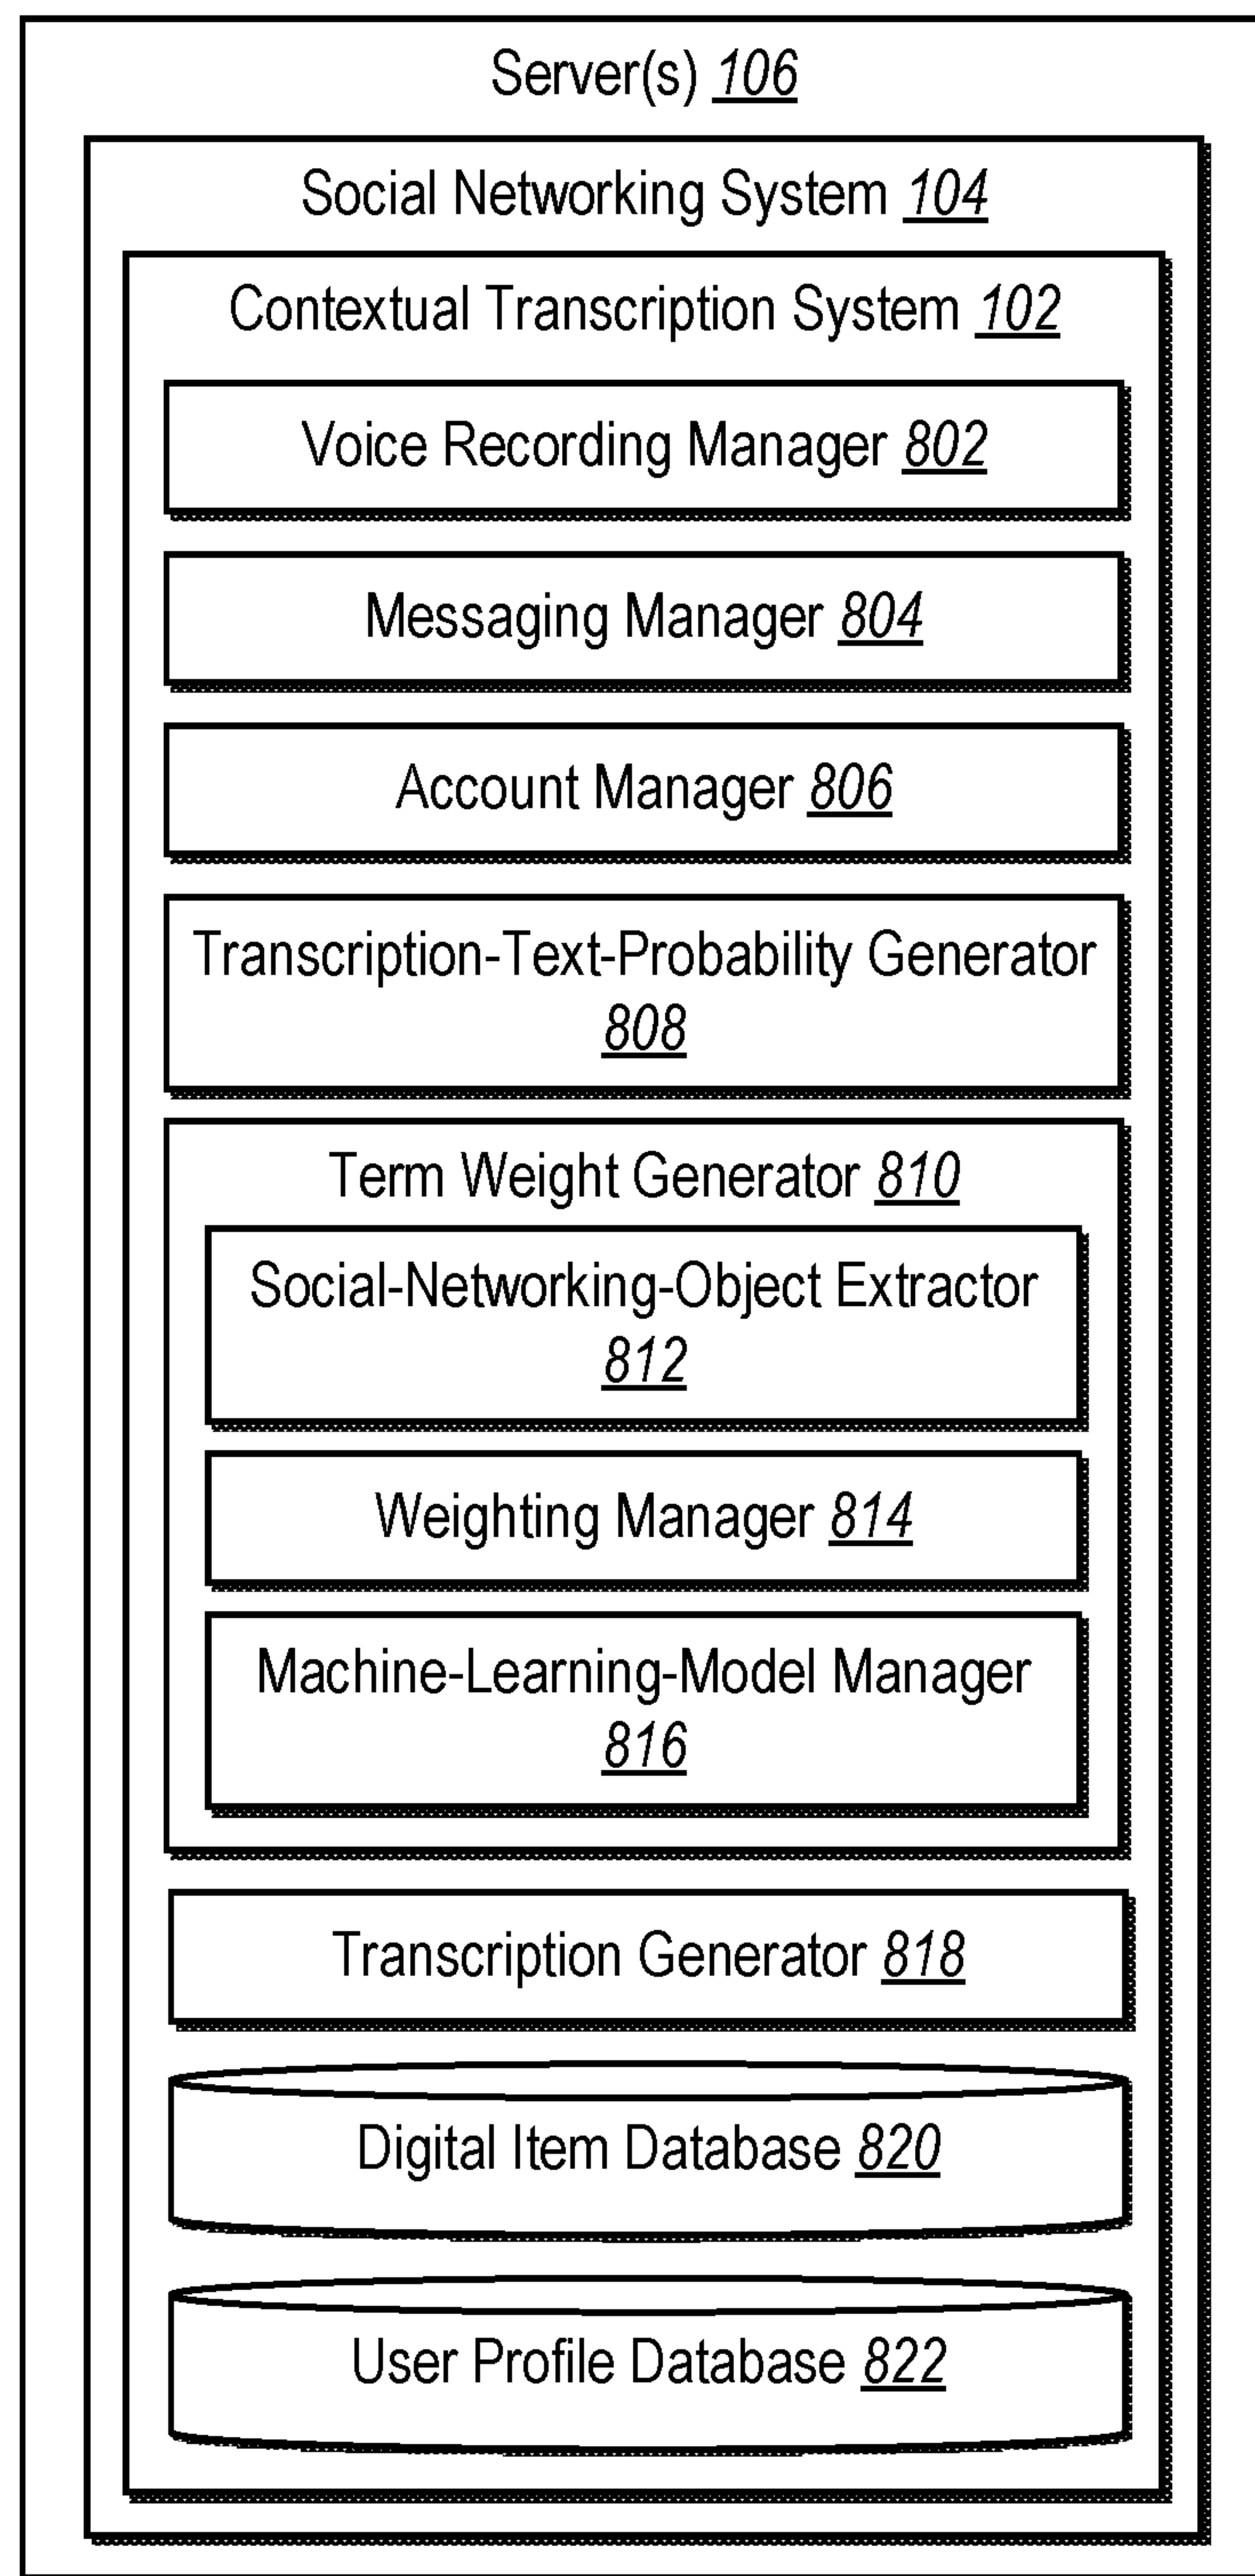 Server(s) 106
Social Networking System 104
Contextual Transcription System 102
Voice Recording Manager 802
Messaging Manager 804
Account Manager 806
Transcription-Text-Probability Generator
808
Term Weight Generator 810
Social-Networking-Object Extractor
812
Weighting Manager 814
Machine-Learning-Model Manager
816
Transcription Generator 818
Digital Item Database 820
User Profile Database 822